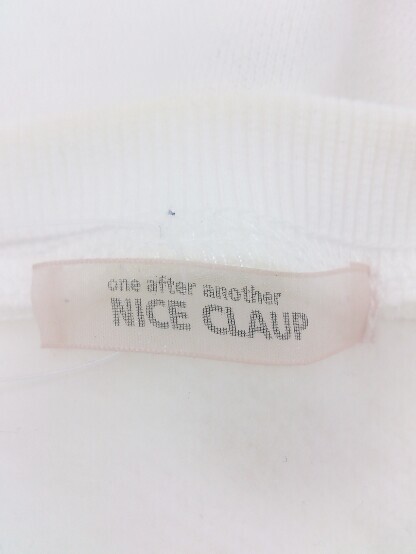 one after another
NICE CLAUP